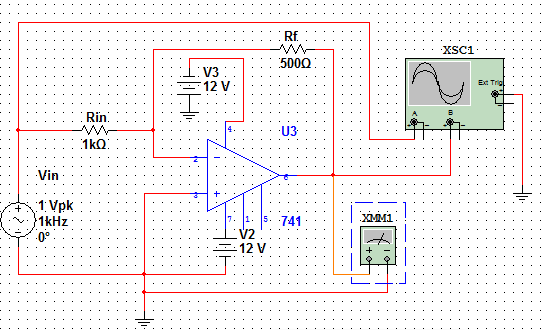 Rf
500Ω
XSC1
V3
12 V
Ext Trig
+
-
A
B
+ - + -
Rin
1kΩ
U3
4
2
-
3
+
6
7
1
5
741
Vin
+
1 Vpk
1kHz
0°
V2
12 V
XMM1
+ -